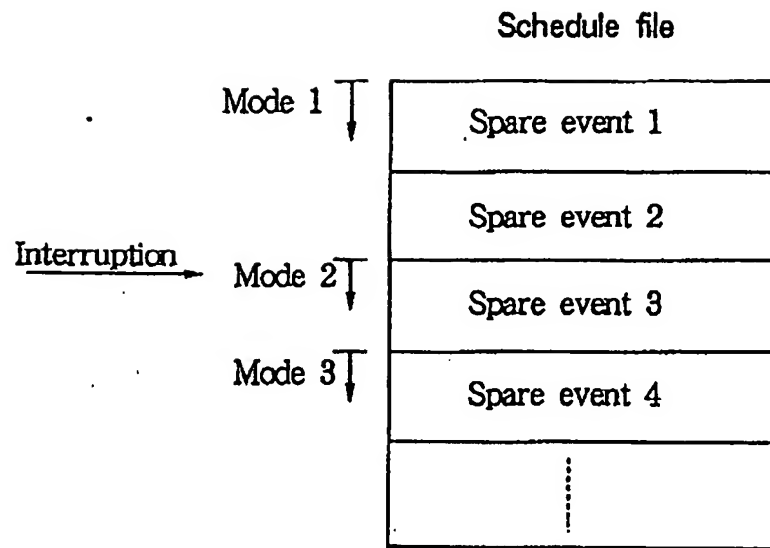 Schedule file
Mode 1
Spare event 1
Spare event 2
Interruption
Mode 2
Spare event 3
Mode 3
Spare event 4